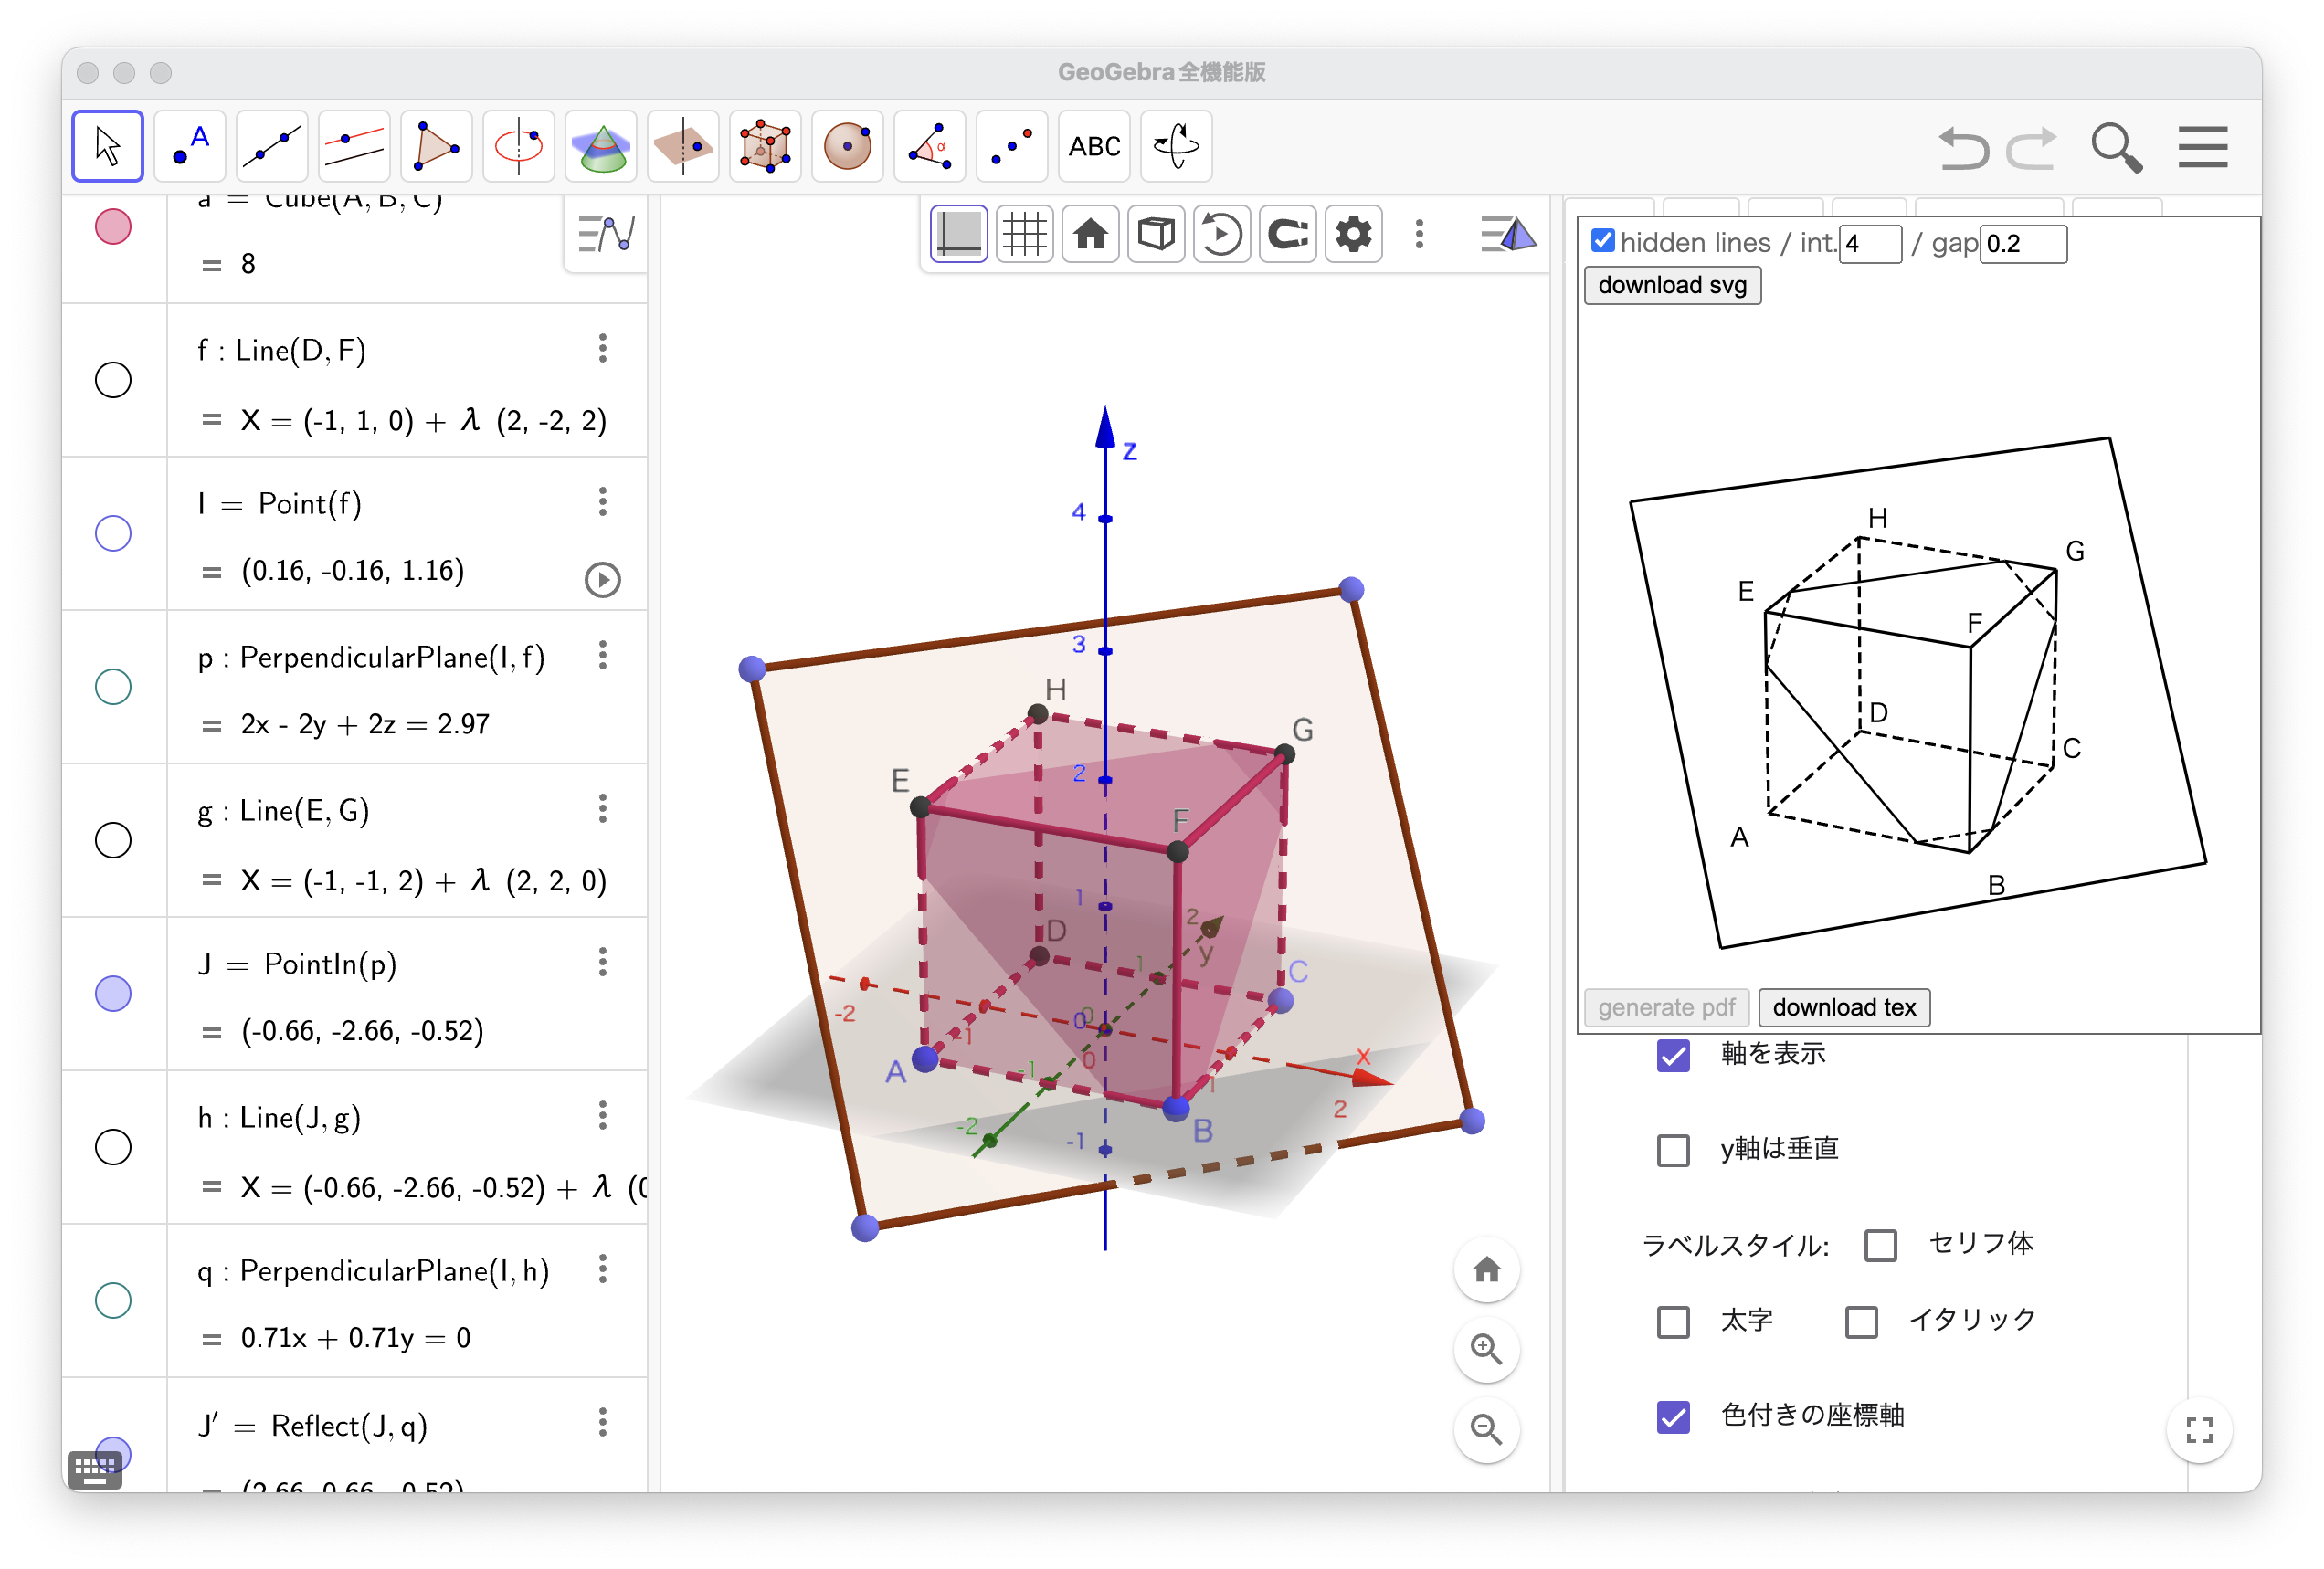 GeoGebra全機能版
A
α
ABC
a = Cube(A, B, C)
= 8
f : Line(D, F)
= X = (-1, 1, 0) + λ (2, -2, 2)
I = Point(f)
= (0.16, -0.16, 1.16)
p : PerpendicularPlane(I, f)
= 2x - 2y + 2z = 2.97
g : Line(E, G)
= X = (-1, -1, 2) + λ (2, 2, 0)
J = PointIn(p)
= (-0.66, -2.66, -0.52)
h : Line(J, g)
= X = (-0.66, -2.66, -0.52) + λ (0
q : PerpendicularPlane(I, h)
= 0.71x + 0.71y = 0
J′ = Reflect(J, q)
z
4
3
H
G
E
2
F
1
2
D
y
1
C
-2
0
0
-1
x
A
0
-1
1
2
-2
B
-1
hidden lines / int. 4 / gap 0.2
download svg
H
G
E
F
D
C
A
B
generate pdf
download tex
軸を表示
y軸は垂直
ラベルスタイル: セリフ体
太字 イタリック
色付きの座標軸